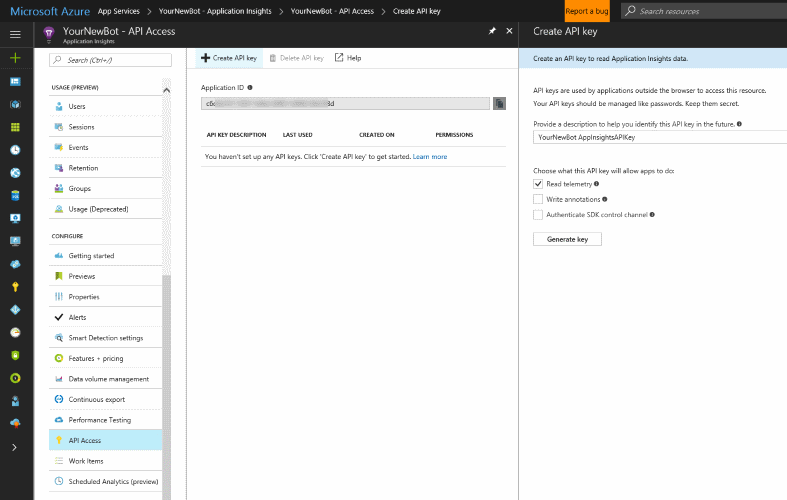 Microsoft Azure App Services > YourNewBot - Application Insights > YourNewBot - API Access > Create API key
Report a bug
Search resources
YourNewBot - API Access
Application Insights
Search (Ctrl+/)
USAGE (PREVIEW)
Users
Sessions
Events
Retention
Groups
Usage (Deprecated)
CONFIGURE
Getting started
Previews
Properties
Alerts
Smart Detection settings
Features + pricing
Data volume management
Continuous export
Performance Testing
API Access
Work Items
Scheduled Analytics (preview)
Create API key
Delete API key
Help
Application ID
API KEY DESCRIPTION LAST USED CREATED ON PERMISSIONS
You haven't set up any API keys. Click 'Create API key' to get started. Learn more
Create API key
Create an API key to read Application Insights data.
API keys are used by applications outside the browser to access this resource.
Your API keys should be managed like passwords. Keep them secret.
Provide a description to help you identify this API key in the future.
YourNewBot AppInsightsAPIKey
Choose what this API key will allow apps to do:
Read telemetry
Write annotations
Authenticate SDK control channel
Generate key